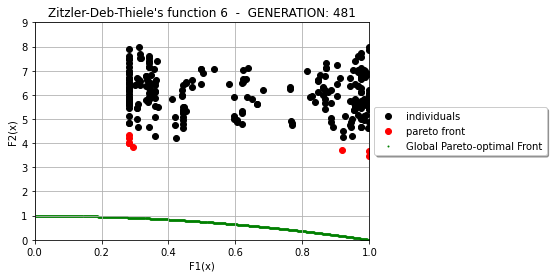 Zitzler-Deb-Thiele's function 6 - GENERATION: 481
9
8
7
6
5
4
3
2
1
0
F2(x)
0.0 0.2 0.4 0.6 0.8 1.0
F1(x)
individuals
pareto front
Global Pareto-optimal Front